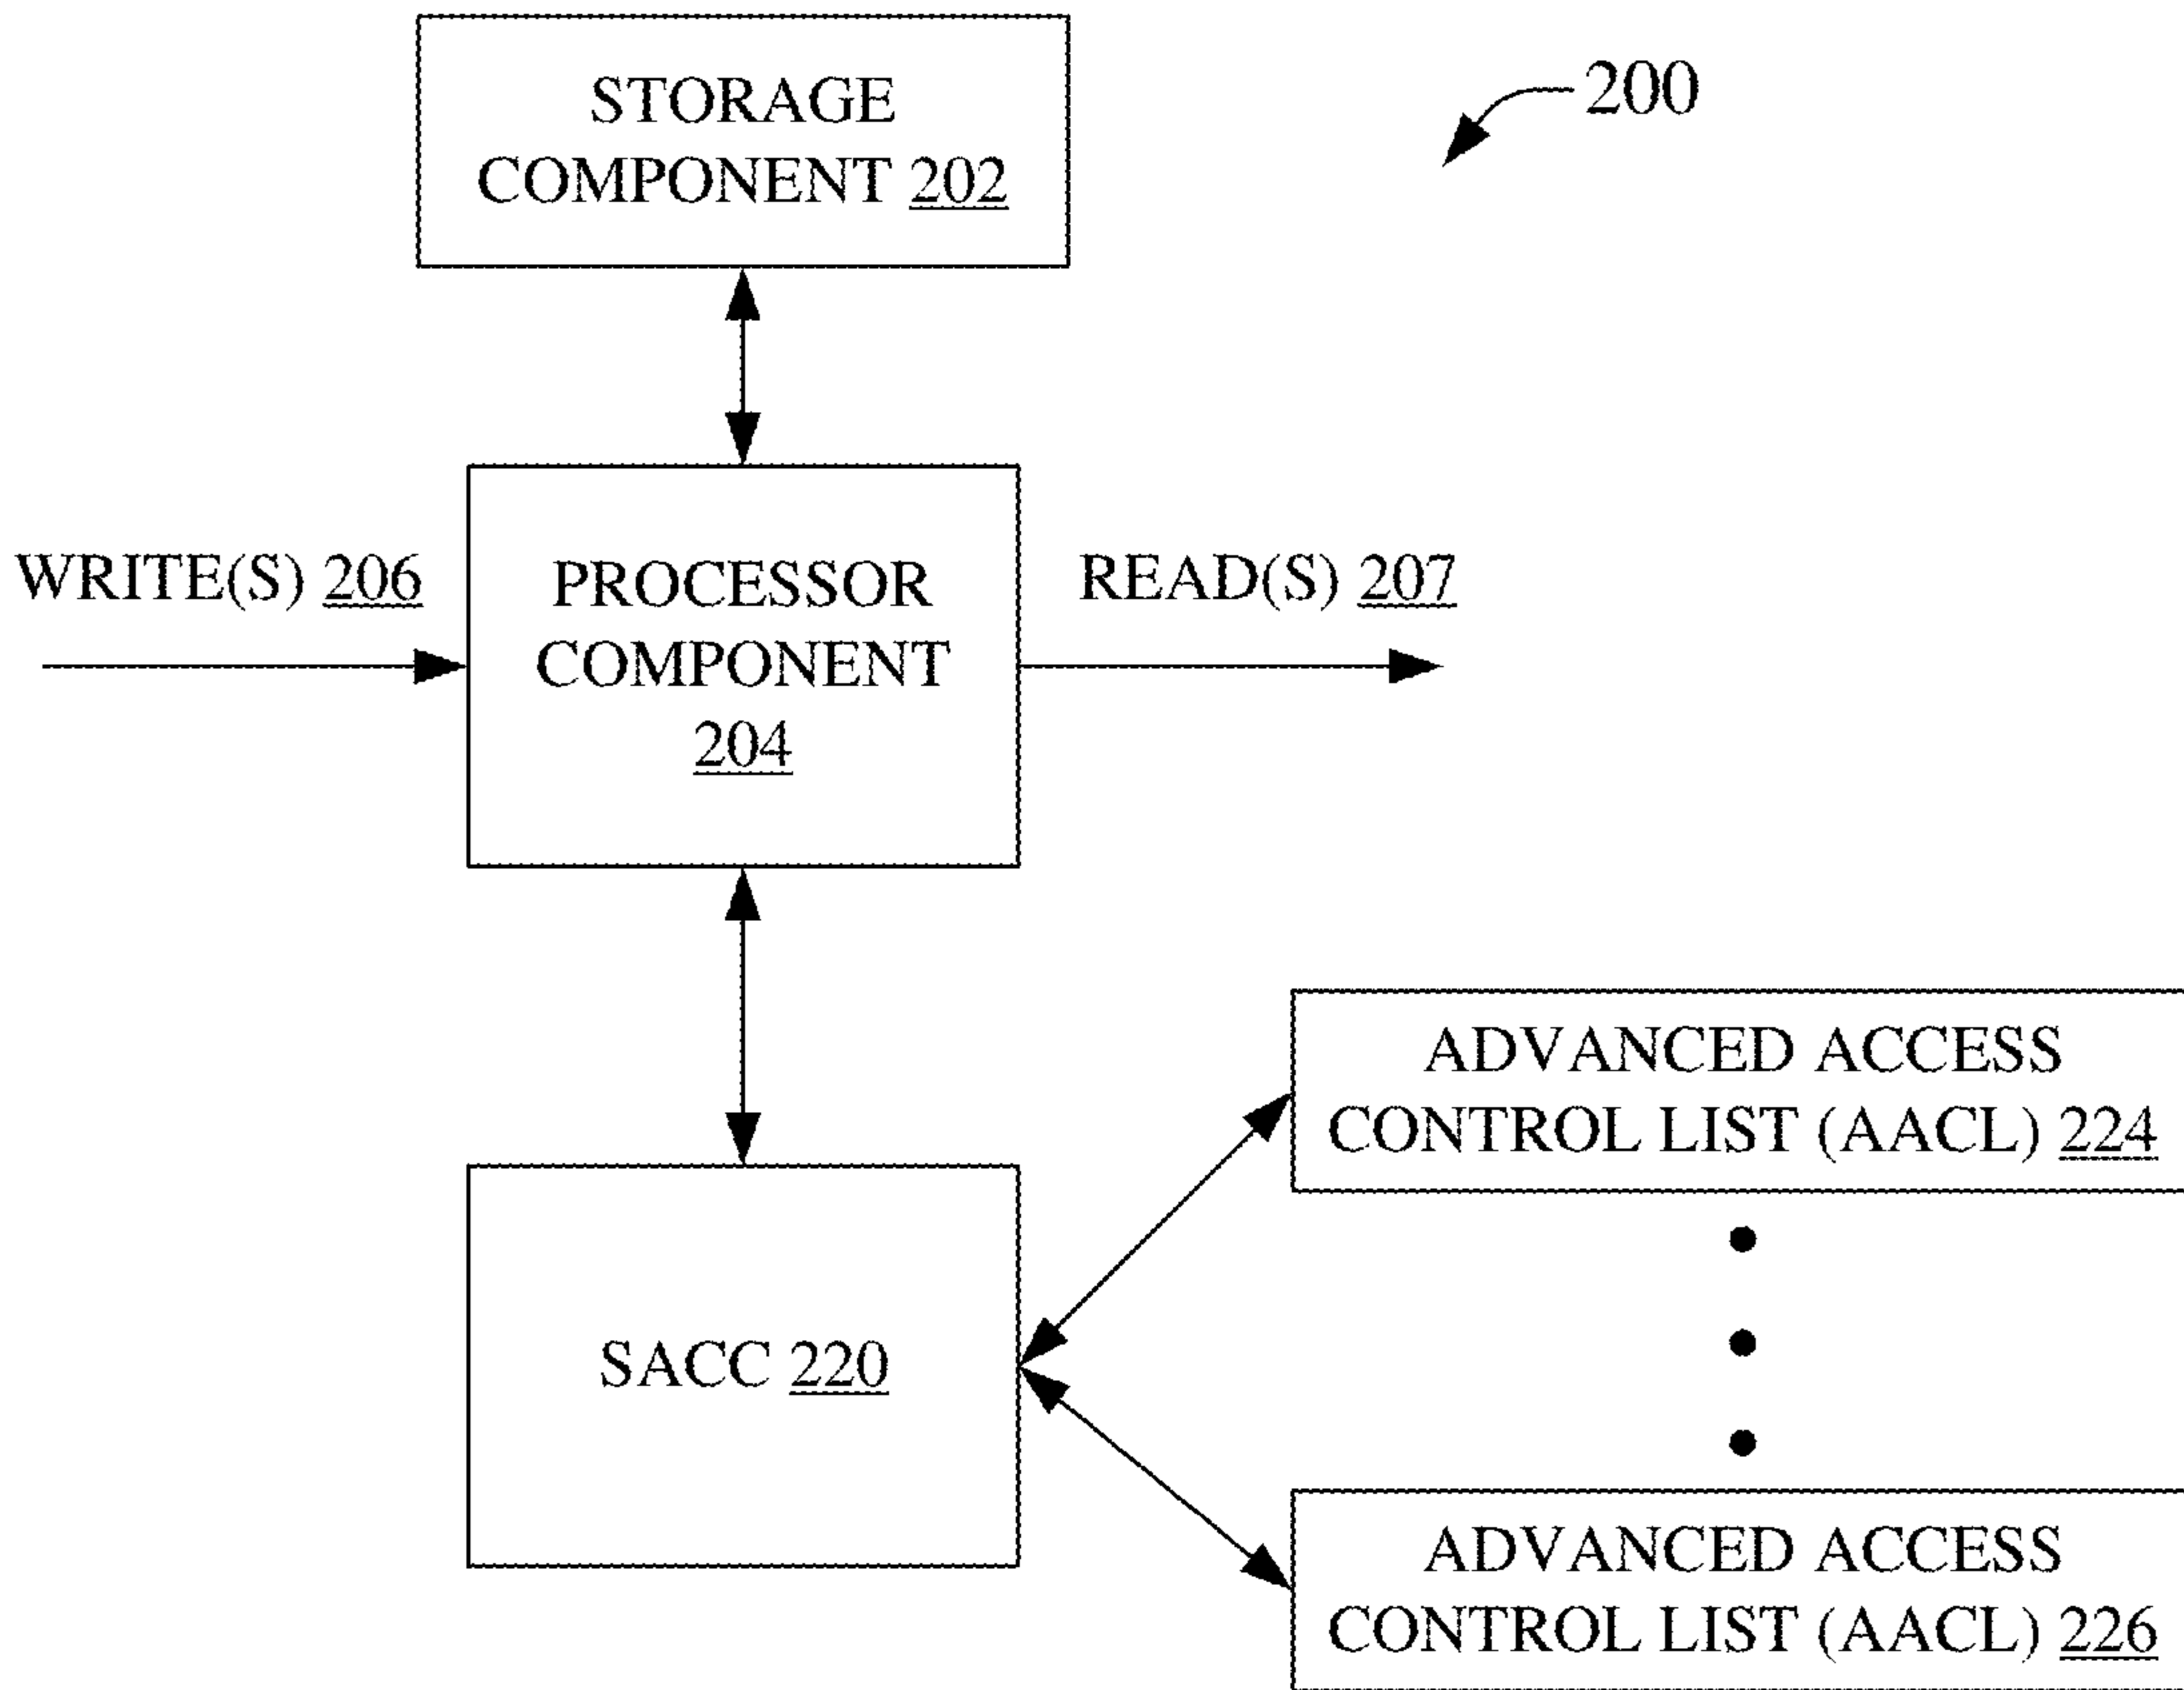 STORAGE
COMPONENT 202
200
WRITE(S) 206
PROCESSOR
COMPONENT
204
READ(S) 207
ADVANCED ACCESS
CONTROL LIST (AACL) 224
SACC 220
ADVANCED ACCESS
CONTROL LIST (AACL) 226